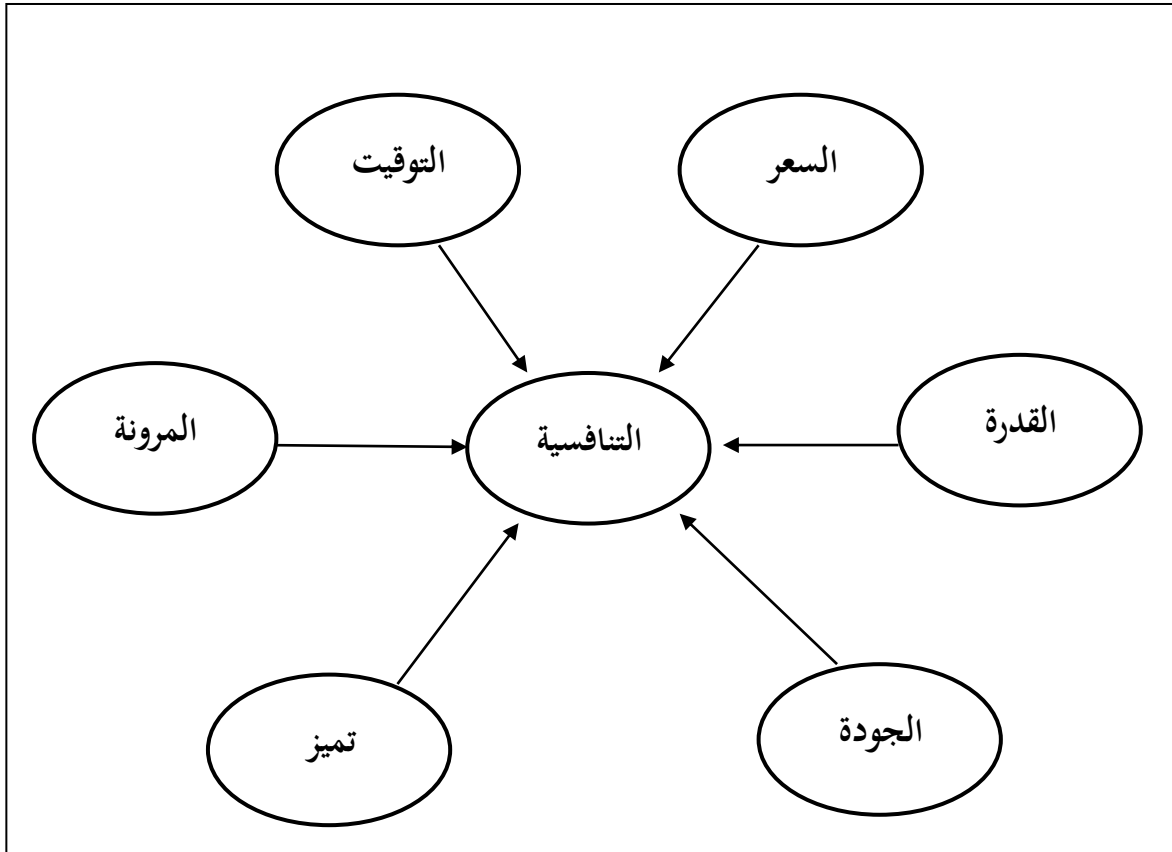 السعر
التوقيت
القدرة
التنافسية
المرونة
الجودة
تميز